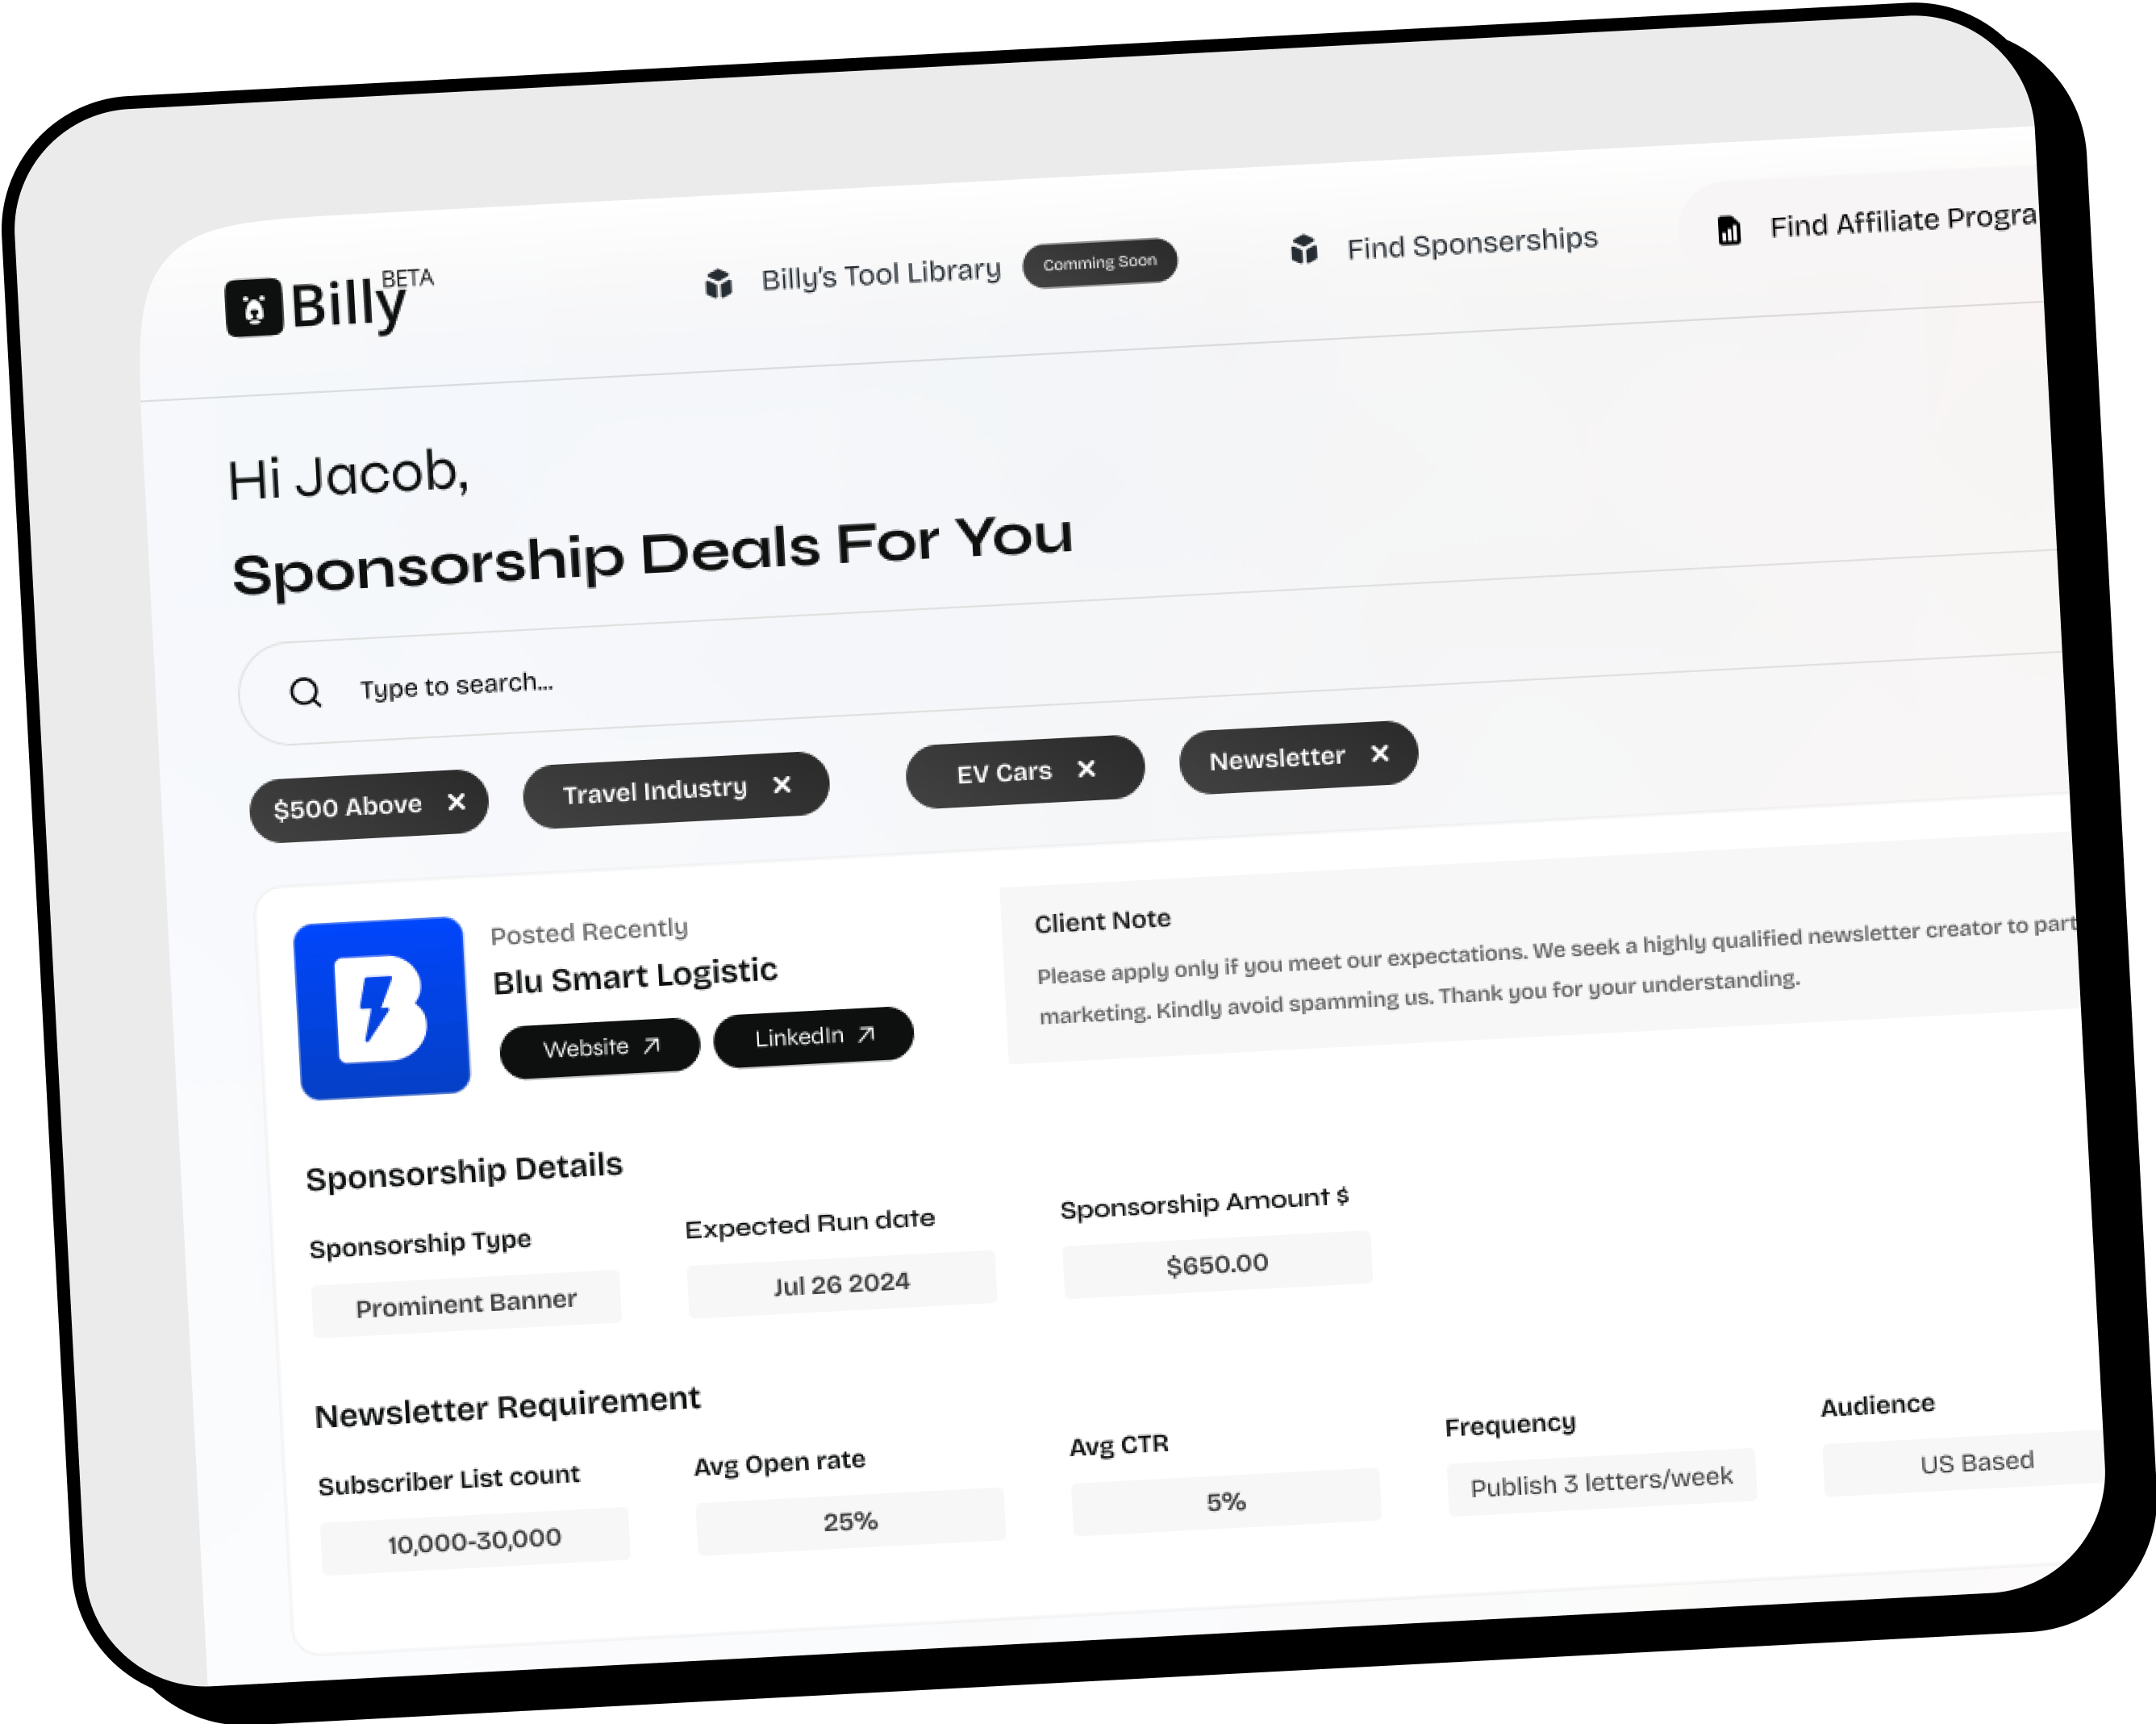 Billy BETA
Billy's Tool Library
Comming Soon
Find Sponserships
Find Affiliate Progra
Hi Jacob,
Sponsorship Deals For You
Type to search...
$500 Above
Travel Industry
EV Cars
Newsletter
Posted Recently
Blu Smart Logistic
Website
LinkedIn
Client Note
Please apply only if you meet our expectations. We seek a highly qualified newsletter creator to part
marketing. Kindly avoid spamming us. Thank you for your understanding.
Sponsorship Details
Sponsorship Type
Prominent Banner
Expected Run date
Jul 26 2024
Sponsorship Amount $
$650.00
Newsletter Requirement
Subscriber List count
10,000-30,000
Avg Open rate
25%
Avg CTR
5%
Frequency
Publish 3 letters/week
Audience
US Based